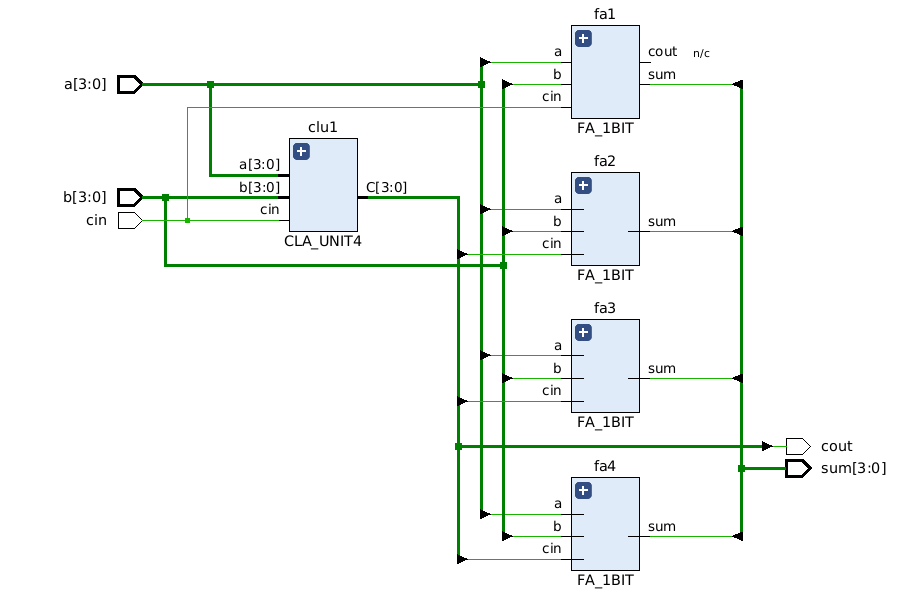 fa1
a
cout n/c
b
sum
cin
FA_1BIT
a[3:0]
clu1
a[3:0]
b[3:0]
C[3:0]
cin
CLA_UNIT4
b[3:0]
cin
fa2
a
b
sum
cin
FA_1BIT
fa3
a
b
sum
cin
FA_1BIT
cout
sum[3:0]
fa4
a
b
sum
cin
FA_1BIT